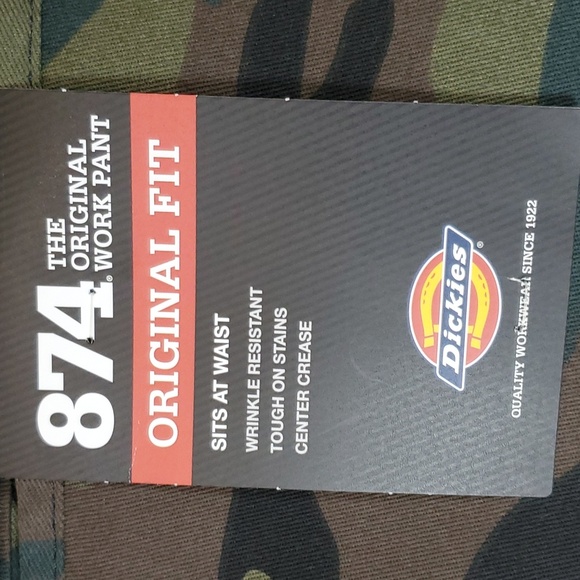 874® THE
ORIGINAL
WORK PANT
ORIGINAL FIT
SITS AT WAIST
WRINKLE RESISTANT
TOUGH ON STAINS
CENTER CREASE
Dickies®
QUALITY WORKWEAR SINCE 1922